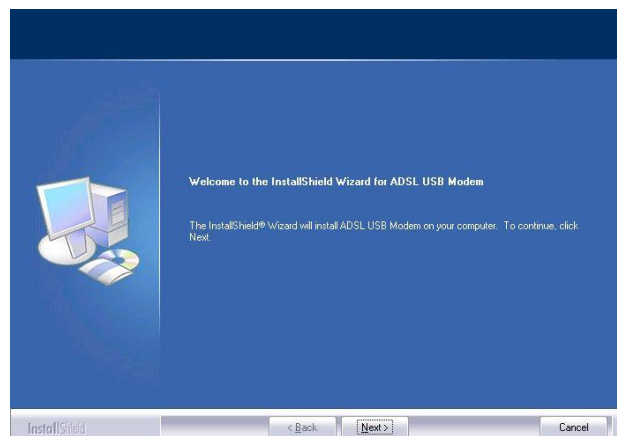 Welcome to the InstallShield Wizard for ADSL USB Modem
The InstallShield® Wizard will install ADSL USB Modem on your computer. To continue, click
Next.
InstallShield
< Back
Next >
Cancel